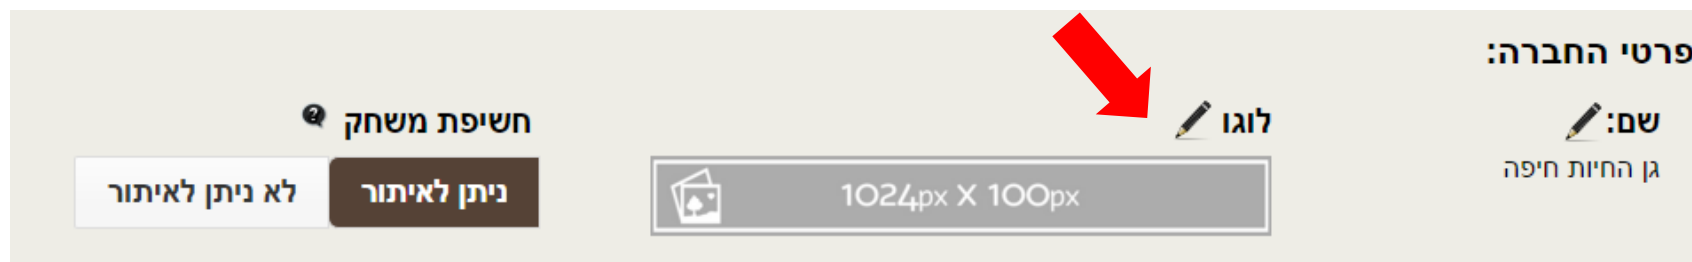 פרטי החברה:
שם:
גן החיות חיפה
לוגו
1024px X 100px
חשיפת משחק
ניתן לאיתור
לא ניתן לאיתור